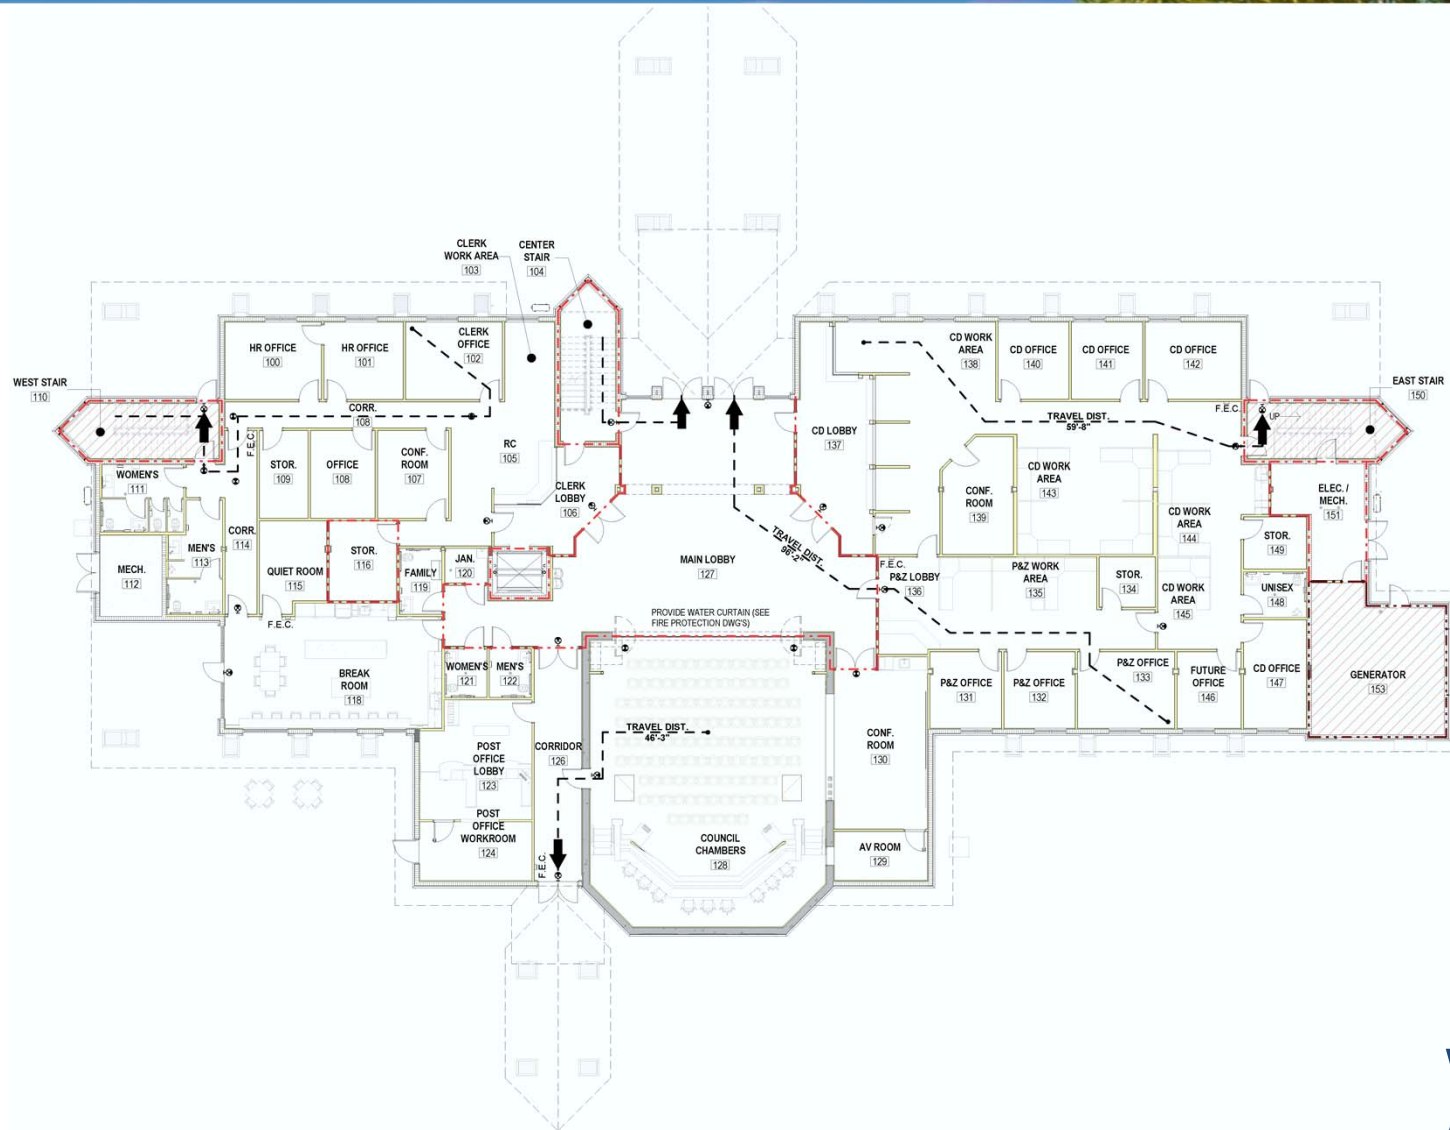 CLERK
WORK AREA
103
CENTER
STAIR
104
HR OFFICE
100
HR OFFICE
101
CLERK
OFFICE
102
CD WORK
AREA
138
CD OFFICE
140
CD OFFICE
141
CD OFFICE
142
WEST STAIR
110
EAST STAIR
150
CORR.
108
F.E.C.
UP
TRAVEL DIST.
59'-8"
CD LOBBY
137
F.E.C.
RC
105
STOR.
109
OFFICE
108
CONF.
ROOM
107
WOMEN'S
111
CLERK
LOBBY
106
CONF.
ROOM
139
CD WORK
AREA
143
CD WORK
AREA
144
ELEC. /
MECH.
151
CORR.
114
MEN'S
113
MECH.
112
QUIET ROOM
115
STOR.
116
FAMILY
119
JAN.
120
MAIN LOBBY
127
TRAVEL DIST.
96'-2"
F.E.C.
P&Z LOBBY
136
P&Z WORK
AREA
135
STOR.
134
CD WORK
AREA
145
STOR.
149
UNISEX
148
F.E.C.
PROVIDE WATER CURTAIN (SEE
FIRE PROTECTION DWG'S)
BREAK
ROOM
118
WOMEN'S
121
MEN'S
122
P&Z OFFICE
131
P&Z OFFICE
132
P&Z OFFICE
133
FUTURE
OFFICE
146
CD OFFICE
147
GENERATOR
153
POST
OFFICE
LOBBY
123
CORRIDOR
126
TRAVEL DIST.
46'-3"
CONF.
ROOM
130
POST
OFFICE
WORKROOM
124
F.E.C.
COUNCIL
CHAMBERS
128
AV ROOM
129